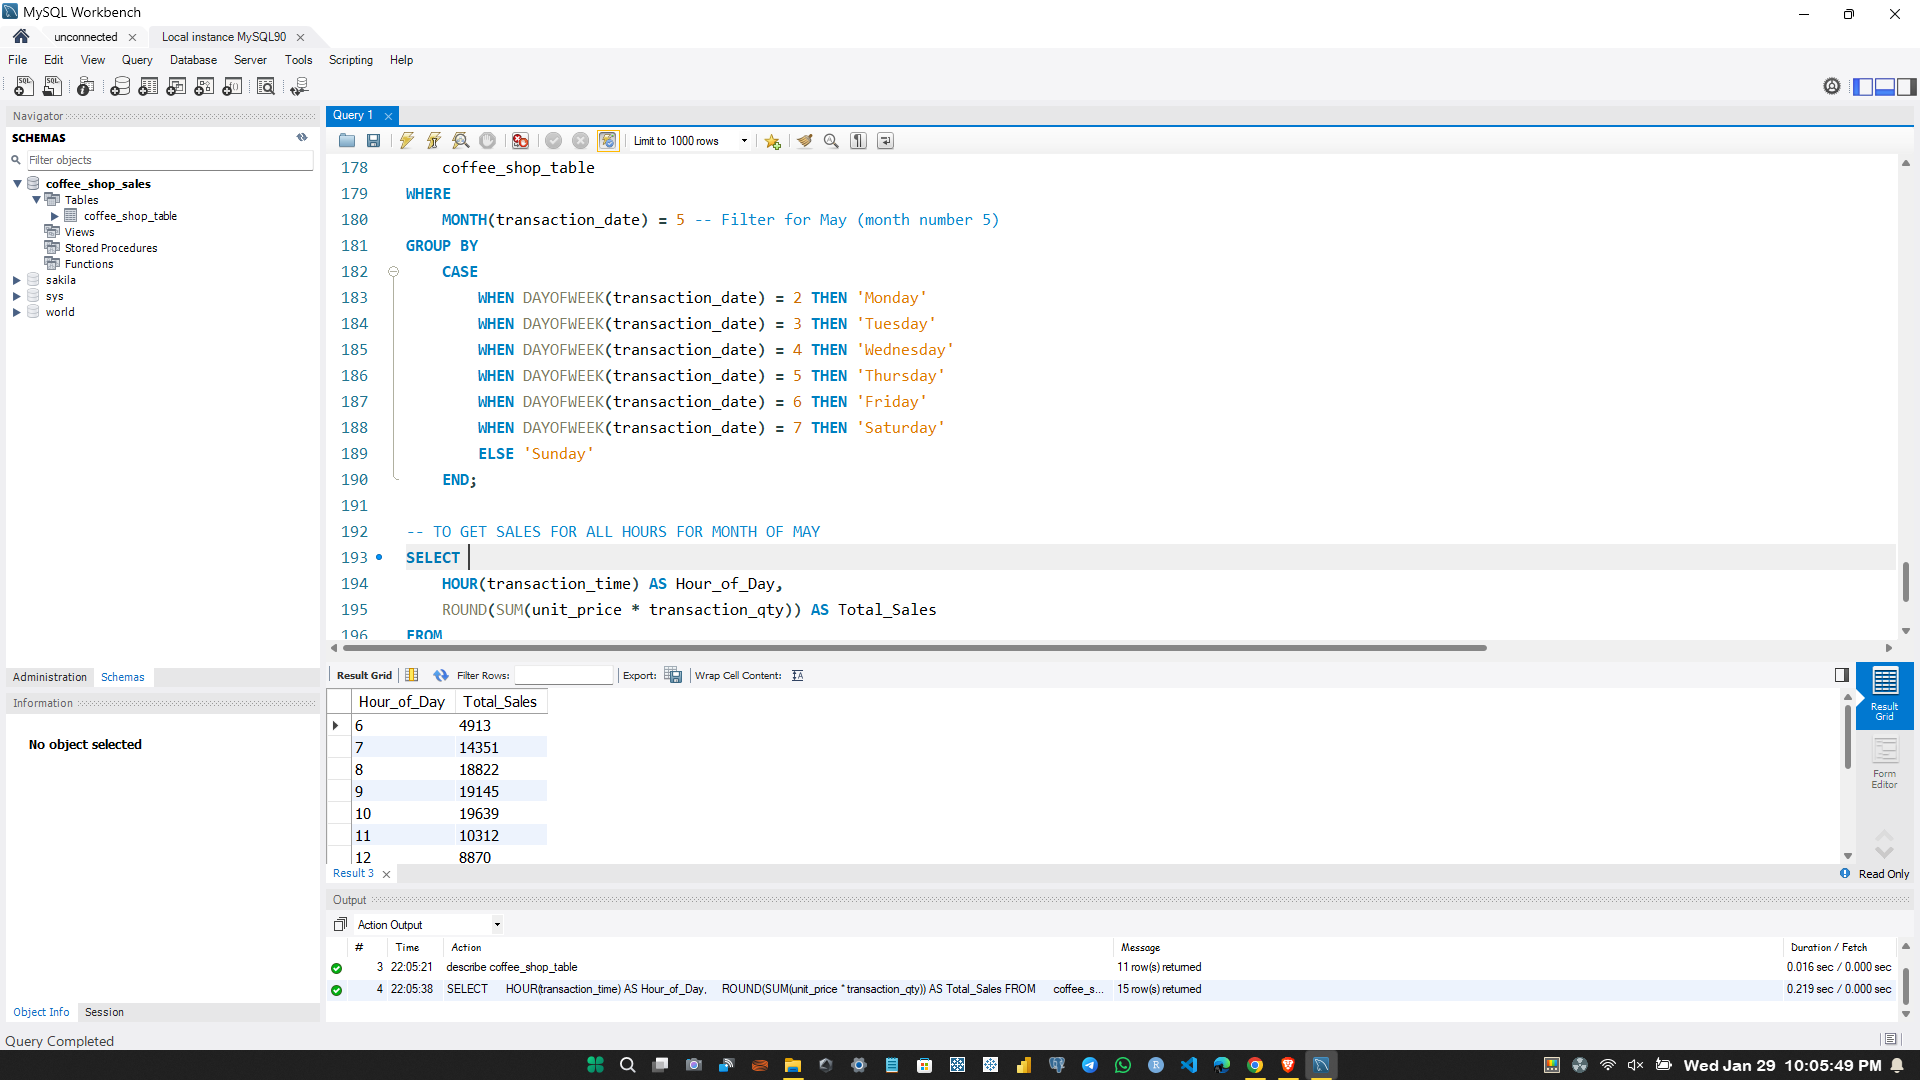 MySQL Workbench
unconnected
Local instance MySQL90
File Edit View Query Database Server Tools Scripting Help
Navigator
SCHEMAS
Filter objects
coffee_shop_sales
Tables
coffee_shop_table
Views
Stored Procedures
Functions
sakila
sys
world
Administration Schemas
Information
No object selected
Object Info Session
Query 1
Limit to 1000 rows
178 coffee_shop_table
179 WHERE
180 MONTH(transaction_date) = 5 -- Filter for May (month number 5)
181 GROUP BY
182 CASE
183 WHEN DAYOFWEEK(transaction_date) = 2 THEN 'Monday'
184 WHEN DAYOFWEEK(transaction_date) = 3 THEN 'Tuesday'
185 WHEN DAYOFWEEK(transaction_date) = 4 THEN 'Wednesday'
186 WHEN DAYOFWEEK(transaction_date) = 5 THEN 'Thursday'
187 WHEN DAYOFWEEK(transaction_date) = 6 THEN 'Friday'
188 WHEN DAYOFWEEK(transaction_date) = 7 THEN 'Saturday'
189 ELSE 'Sunday'
190 END;
191
192 -- TO GET SALES FOR ALL HOURS FOR MONTH OF MAY
193 SELECT
194 HOUR(transaction_time) AS Hour_of_Day,
195 ROUND(SUM(unit_price * transaction_qty)) AS Total_Sales
196 FROM
Result Grid Filter Rows: Export: Wrap Cell Content:
Hour_of_Day Total_Sales
6 4913
7 14351
8 18822
9 19145
10 19639
11 10312
12 8870
Result Grid
Form Editor
Result 3
Read Only
Output
Action Output
# Time Action Message Duration / Fetch
3 22:05:21 describe coffee_shop_table 11 row(s) returned 0.016 sec / 0.000 sec
4 22:05:38 SELECT HOUR(transaction_time) AS Hour_of_Day, ROUND(SUM(unit_price * transaction_qty)) AS Total_Sales FROM coffee_s... 15 row(s) returned 0.219 sec / 0.000 sec
Query Completed
Wed Jan 29 10:05:49 PM